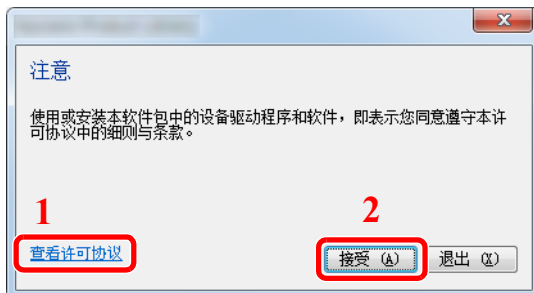 注意
使用或安装本软件包中的设备驱动程序和软件，即表示您同意遵守本许
可协议中的细则与条款。
1
2
查看许可协议
接受 (A)
退出 (X)